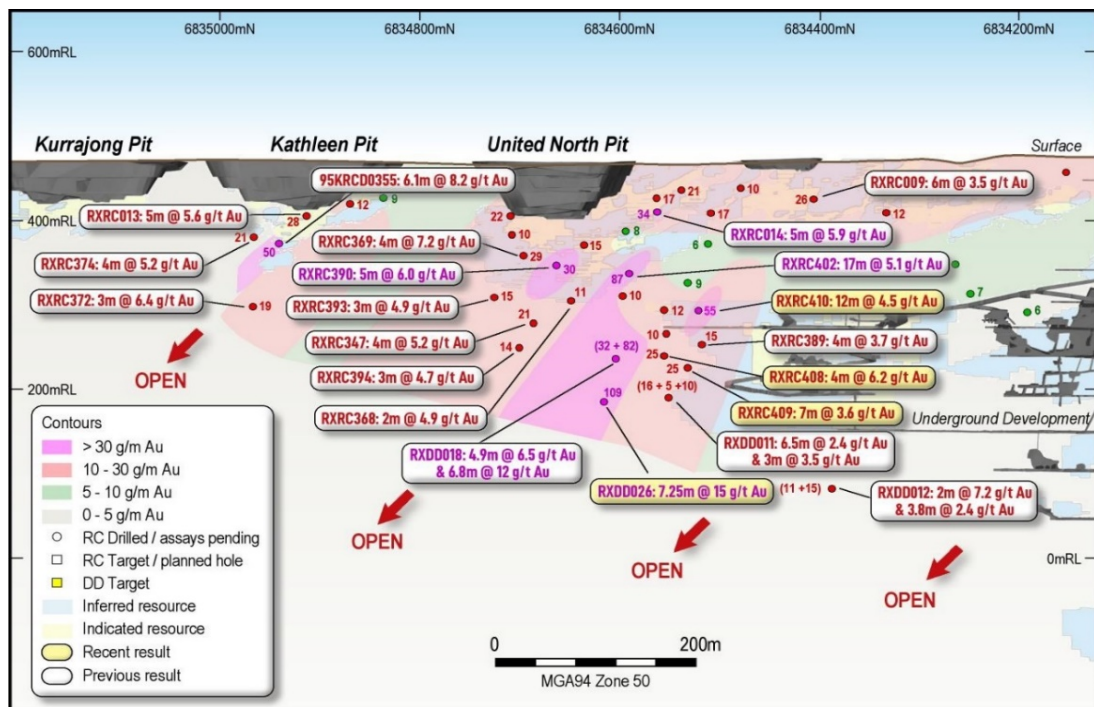 6835000mN 6834800mN 6834600mN 6834400mN 6834200mN
600mRL
Kurrajong Pit Kathleen Pit United North Pit
Surface
95KRCD0355: 6.1m @ 8.2 g/t Au
RXRC009: 6m @ 3.5 g/t Au
RXRC013: 5m @ 5.6 g/t Au
400mRL
28
12
9
22
17
21
10
26
12
34
17
RXRC374: 4m @ 5.2 g/t Au
21
50
RXRC369: 4m @ 7.2 g/t Au
10
29
15
8
6
RXRC014: 5m @ 5.9 g/t Au
RXRC390: 5m @ 6.0 g/t Au
30
87
9
RXRC402: 17m @ 5.1 g/t Au
RXRC372: 3m @ 6.4 g/t Au
19
RXRC393: 3m @ 4.9 g/t Au
15
11
10
12
55
RXRC410: 12m @ 4.5 g/t Au
7
6
RXRC347: 4m @ 5.2 g/t Au
21
10
15
RXRC389: 4m @ 3.7 g/t Au
RXRC394: 3m @ 4.7 g/t Au
14
(32 + 82)
25
RXRC408: 4m @ 6.2 g/t Au
OPEN
200mRL
25
(16 + 5 +10)
109
RXRC409: 7m @ 3.6 g/t Au
RXRC368: 2m @ 4.9 g/t Au
Underground Development
RXDD018: 4.9m @ 6.5 g/t Au
& 6.8m @ 12 g/t Au
RXDD011: 6.5m @ 2.4 g/t Au
& 3m @ 3.5 g/t Au
RXDD026: 7.25m @ 15 g/t Au
(11 +15)
RXDD012: 2m @ 7.2 g/t Au
& 3.8m @ 2.4 g/t Au
OPEN
OPEN
OPEN
0mRL
Contours
> 30 g/m Au
10 - 30 g/m Au
5 - 10 g/m Au
0 - 5 g/m Au
RC Drilled / assays pending
RC Target / planned hole
DD Target
Inferred resource
Indicated resource
Recent result
Previous result
0 200m
MGA94 Zone 50